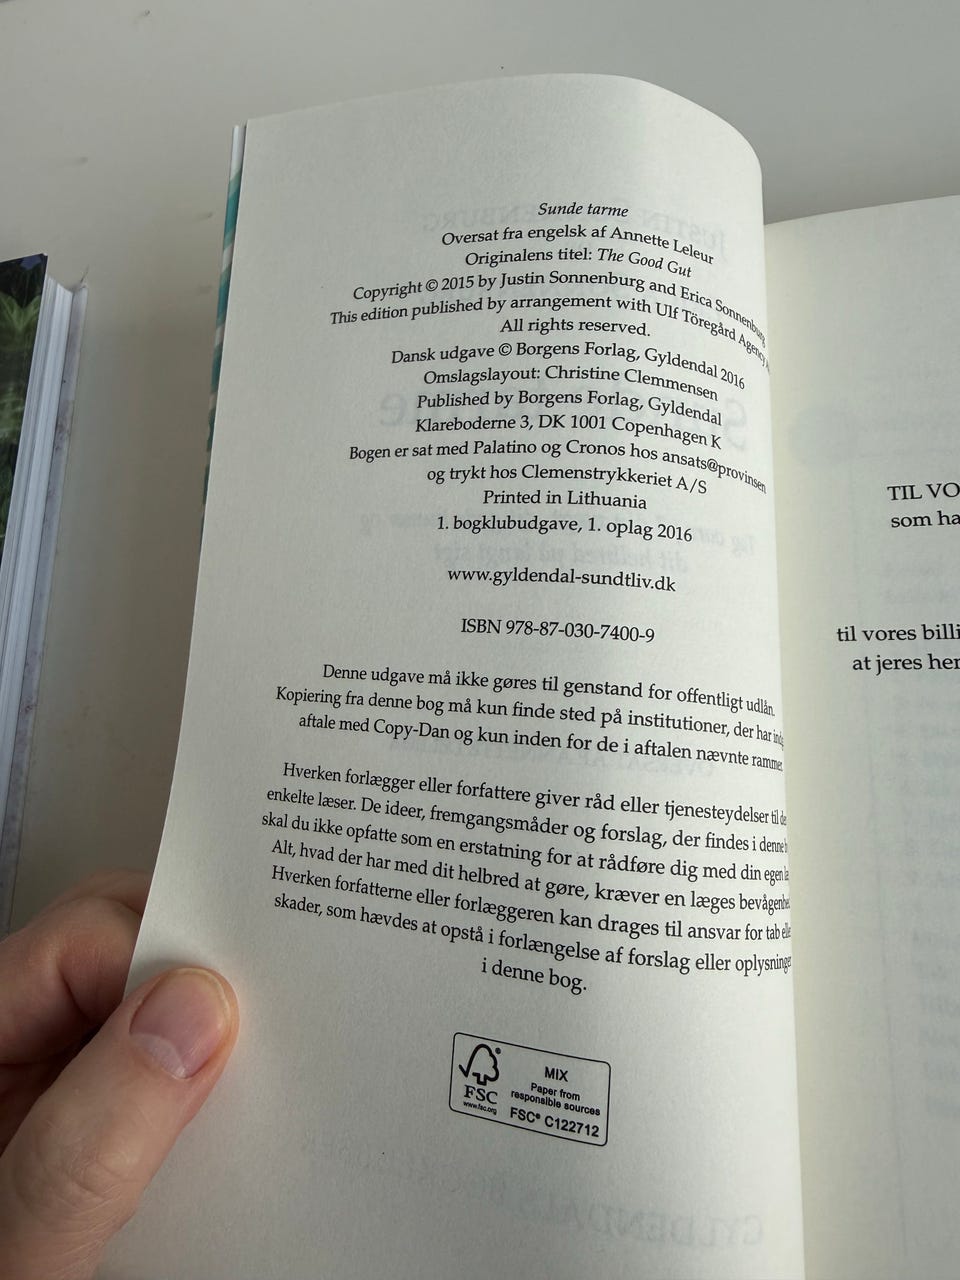 Sunde tarme
Oversat fra engelsk af Annette Leleur
Originalens titel: The Good Gut
Copyright © 2015 by Justin Sonnenburg and Erica Sonnenburg
This edition published by arrangement with Ulf Töregård Agency
All rights reserved.
Dansk udgave © Borgens Forlag, Gyldendal 2016
Omslagslayout: Christine Clemmensen
Published by Borgens Forlag, Gyldendal
Klareboderne 3, DK 1001 Copenhagen K
Bogen er sat med Palatino og Cronos hos ansats@provinsen
og trykt hos Clemenstrykkeriet A/S
Printed in Lithuania
1. bogklubudgave, 1. oplag 2016
www.gyldendal-sundtliv.dk
ISBN 978-87-030-7400-9
Denne udgave må ikke gøres til genstand for offentligt udlån.
Kopiering fra denne bog må kun finde sted på institutioner, der har
aftale med Copy-Dan og kun inden for de i aftalen nævnte rammer
Hverken forlægger eller forfattere giver råd eller tjenesteydelser til
enkelte læser. De ideer, fremgangsmåder og forslag, der findes i denne
skal du ikke opfatte som en erstatning for at rådføre dig med din egen
Alt, hvad der har med dit helbred at gøre, kræver en læges bevågenhed
Hverken forfatterne eller forlæggeren kan drages til ansvar for tab
skader, som hævdes at opstå i forlængelse af forslag eller oplysninger
i denne bog.
FSC
www.fsc.org
MIX
Paper from
responsible sources
FSC® C122712
TIL VO
som ha
til vores billi
at jeres her